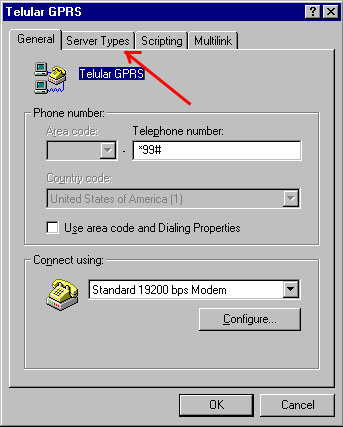 Telular GPRS
General Server Types Scripting Multilink
Telular GPRS
Phone number:
Area code: Telephone number:
- *99#
Country code:
United States of America (1)
Use area code and Dialing Properties
Connect using:
Standard 19200 bps Modem
Configure...
OK Cancel